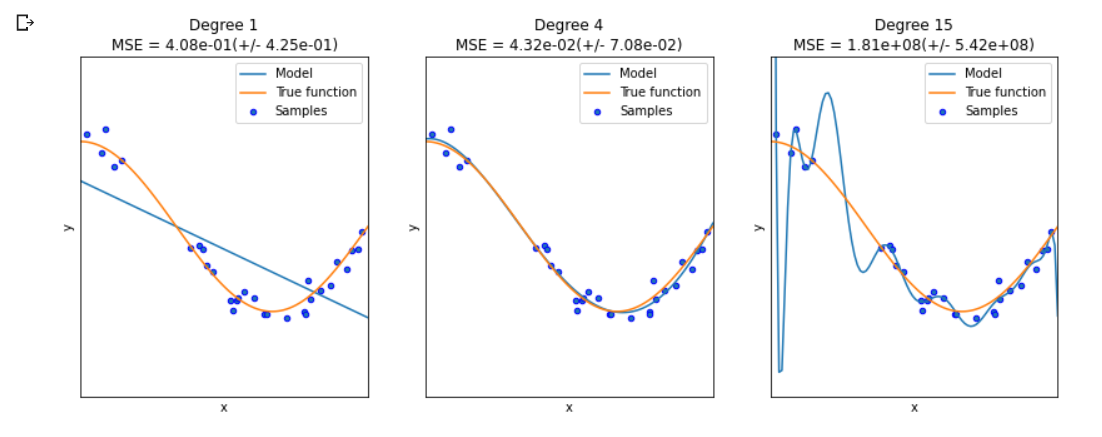 Degree 1
MSE = 4.08e-01(+/- 4.25e-01)
Model
True function
Samples
y
x
Degree 4
MSE = 4.32e-02(+/- 7.08e-02)
Model
True function
Samples
y
x
Degree 15
MSE = 1.81e+08(+/- 5.42e+08)
Model
True function
Samples
y
x